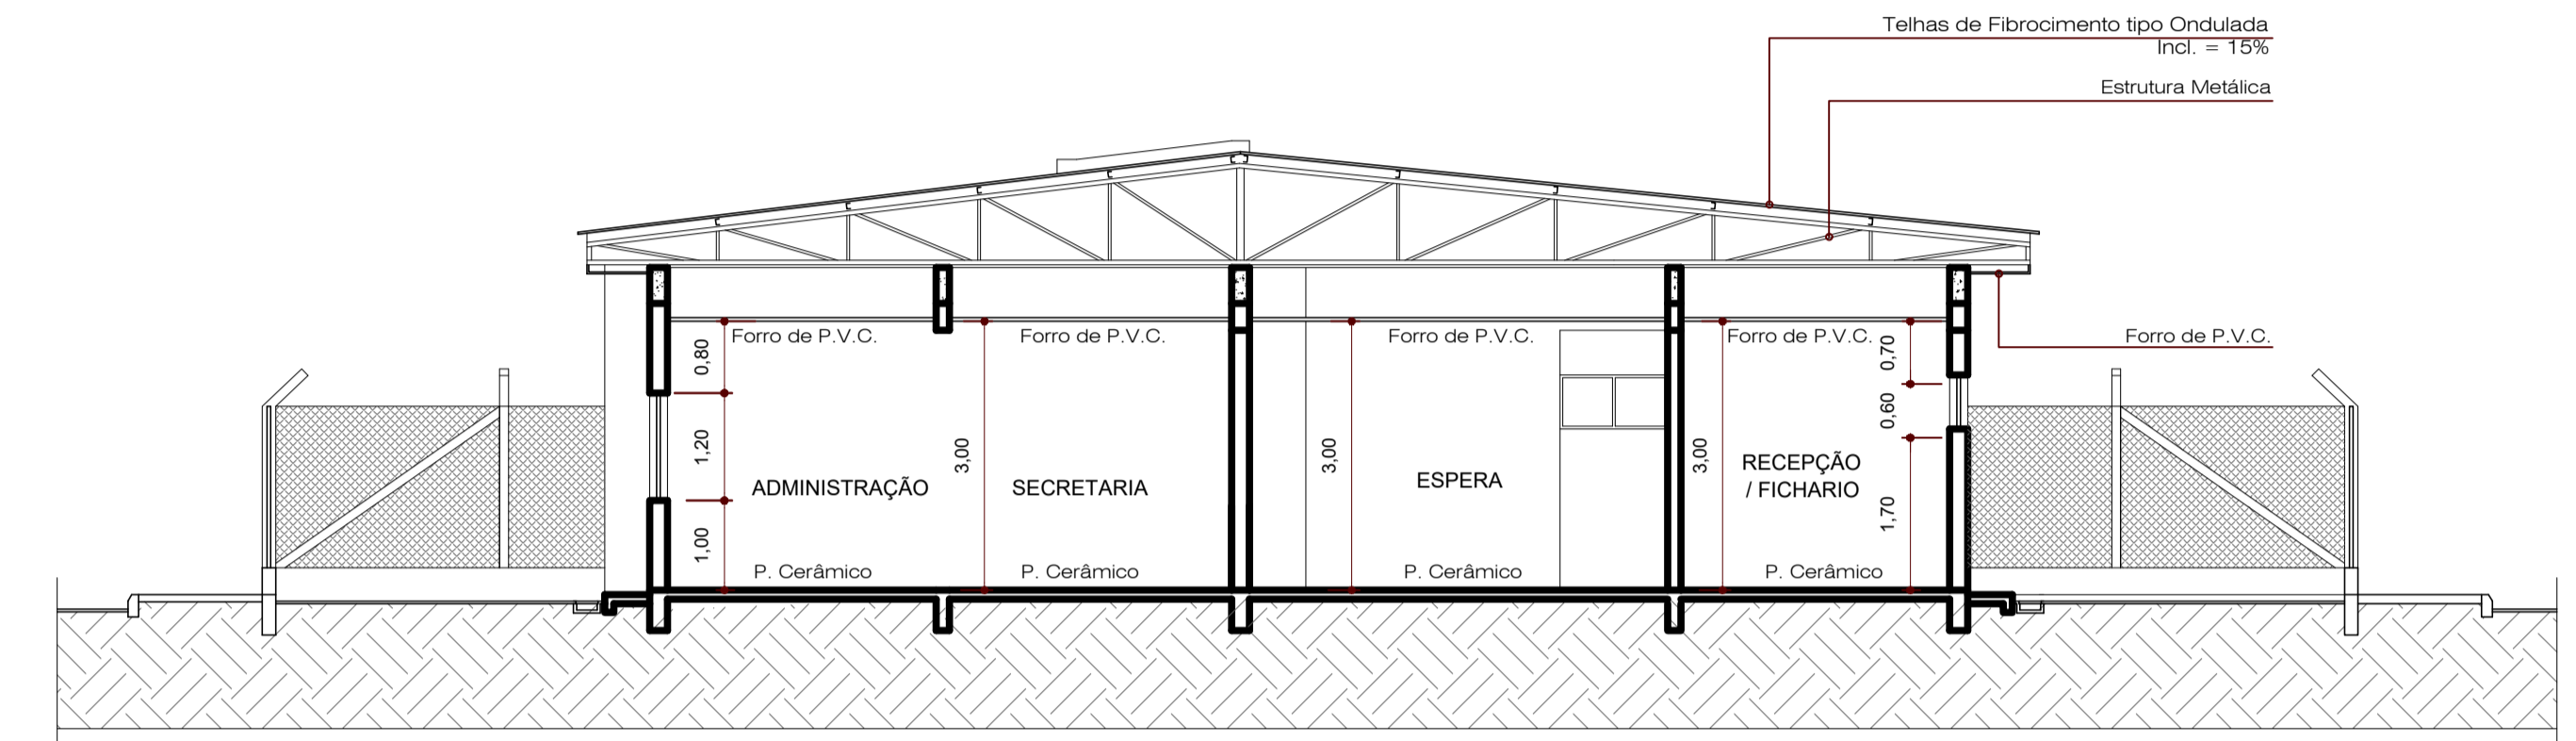 Telhas de Fibrocimento tipo Ondulada
Incl. = 15%
Estrutura Metálica
Forro de P.V.C.
Forro de P.V.C.
Forro de P.V.C.
Forro de P.V.C.
Forro de P.V.C.
0,80
1,20
1,00
3,00
3,00
3,00
0,70
0,60
1,70
ADMINISTRAÇÃO
SECRETARIA
ESPERA
RECEPÇÃO
/ FICHARIO
P. Cerâmico
P. Cerâmico
P. Cerâmico
P. Cerâmico